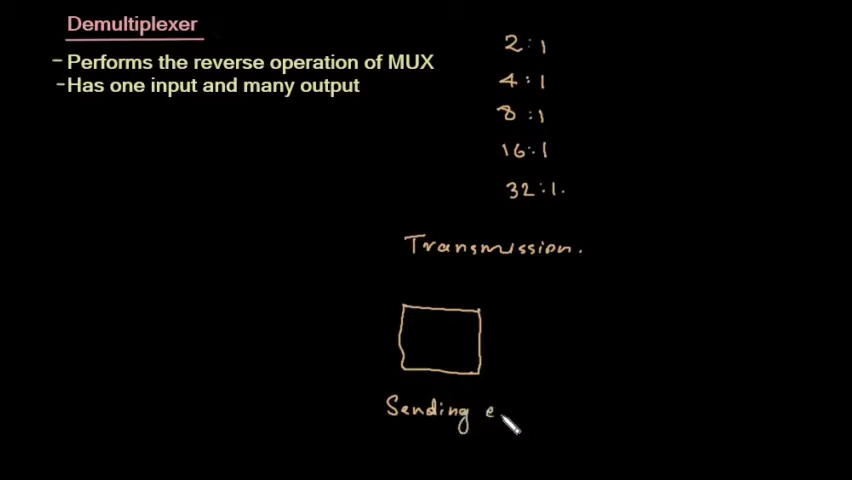 Demultiplexer
- Performs the reverse operation of MUX
- Has one input and many output
2:1
4:1
8:1
16:1
32:1.
Transmission.
Sending e